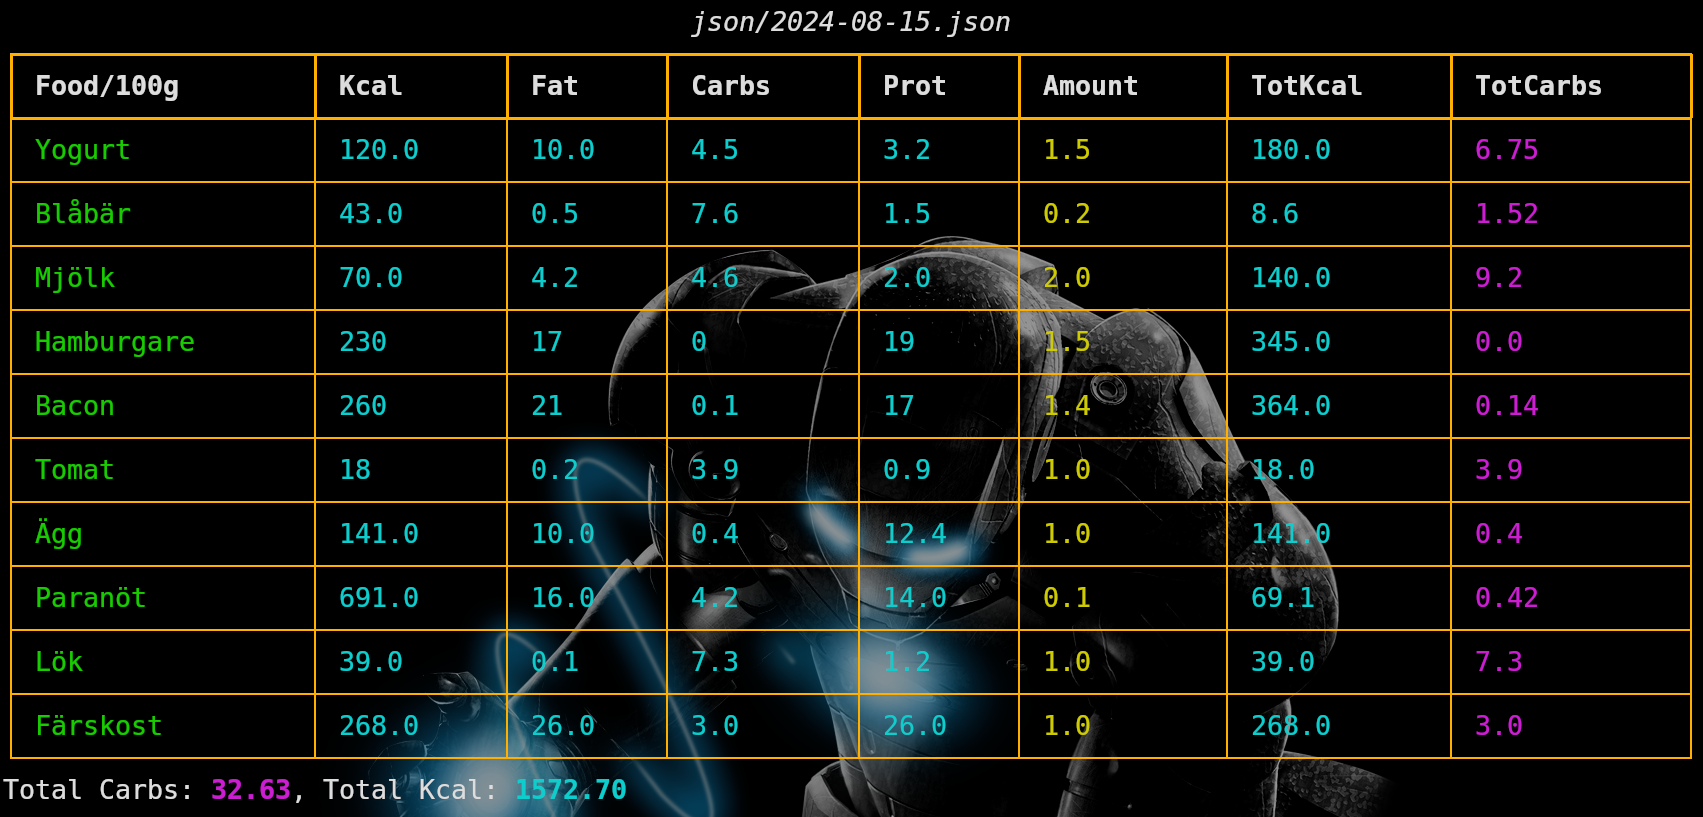 json/2024-08-15.json
Food/100g Kcal Fat Carbs Prot Amount TotKcal TotCarbs
Yogurt 120.0 10.0 4.5 3.2 1.5 180.0 6.75
Blåbär 43.0 0.5 7.6 1.5 0.2 8.6 1.52
Mjölk 70.0 4.2 4.6 2.0 2.0 140.0 9.2
Hamburgare 230 17 0 19 1.5 345.0 0.0
Bacon 260 21 0.1 17 1.4 364.0 0.14
Tomat 18 0.2 3.9 0.9 1.0 18.0 3.9
Ägg 141.0 10.0 0.4 12.4 1.0 141.0 0.4
Paranöt 691.0 16.0 4.2 14.0 0.1 69.1 0.42
Lök 39.0 0.1 7.3 1.2 1.0 39.0 7.3
Färskost 268.0 26.0 3.0 26.0 1.0 268.0 3.0
Total Carbs: 32.63, Total Kcal: 1572.70